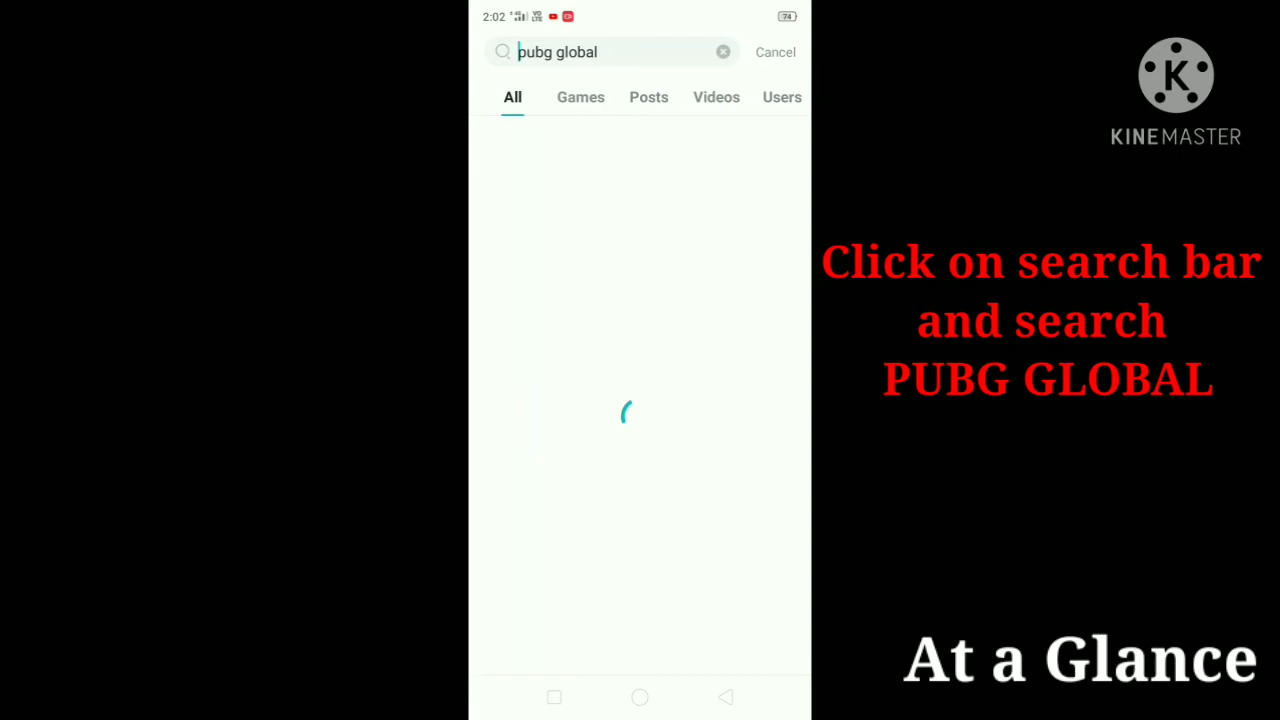 2:02
74
pubg global
Cancel
All Games Posts Videos Users
K
KINEMASTER
Click on search bar
and search
PUBG GLOBAL
At a Glance